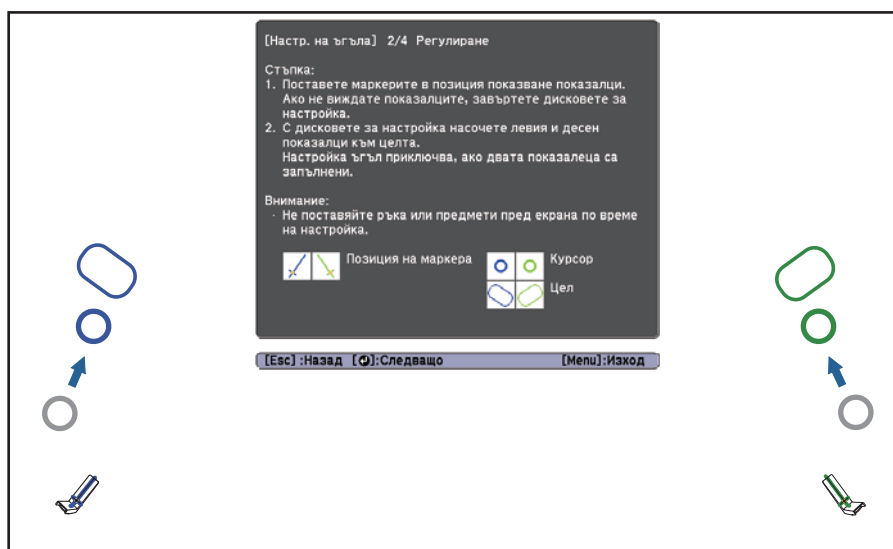 [Настр. на ъгъла] 2/4 Регулиране
Стъпка:
1. Поставете маркерите в позиция показване показалци.
Ако не виждате показалците, завъртете дисковете за
настройка.
2. С дисковете за настройка насочете левия и десен
показалци към целта.
Настройка ъгъл приключва, ако двата показалеца са
запълнени.
Внимание:
· Не поставяйте ръка или предмети пред екрана по време
на настройка.
Позиция на маркера
Курсор
Цел
[Esc] :Назад [⏎]:Следващо [Menu]:Изход